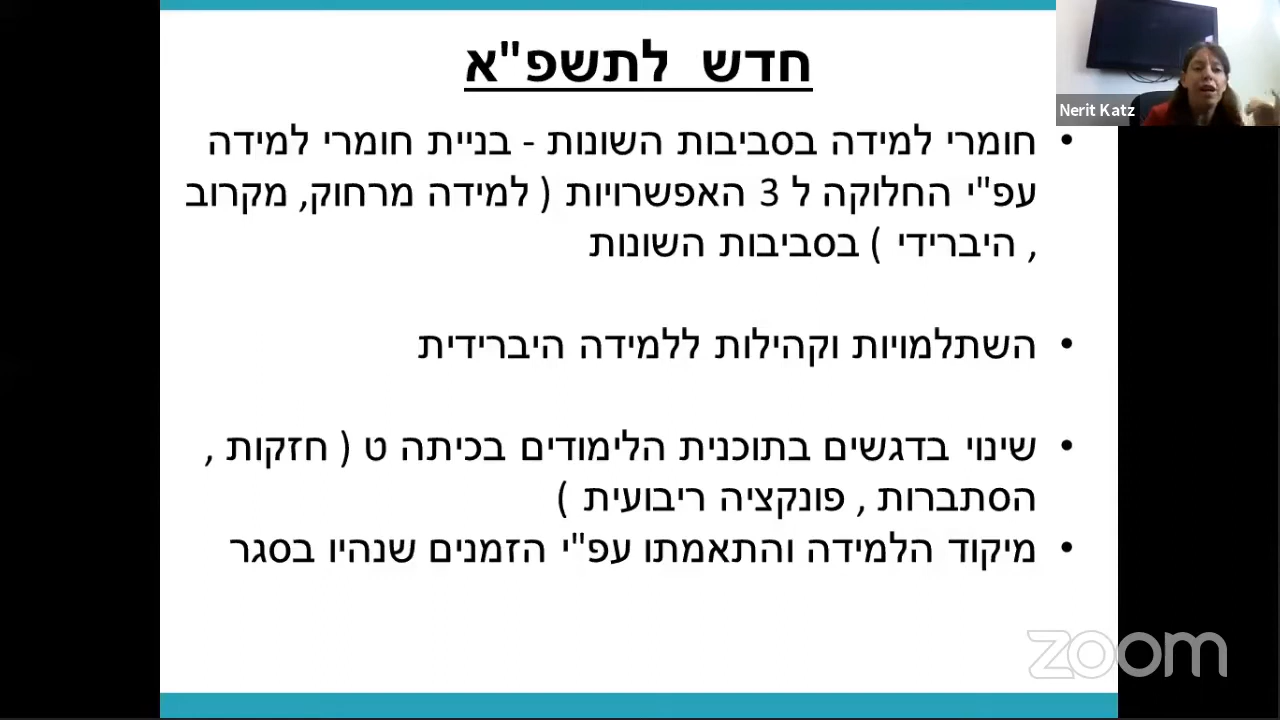 חדש לתשפ"א
Nerit Katz
חומרי למידה בסביבות השונות - בניית חומרי למידה
עפ"י החלוקה ל 3 האפשרויות ( למידה מרחוק, מקרוב
, היברידי ) בסביבות השונות
השתלמויות וקהילות ללמידה היברידית
שינוי בדגשים בתוכנית הלימודים בכיתה ט ( חזקות ,
הסתברות , פונקציה ריבועית )
מיקוד הלמידה והתאמתו עפ"י הזמנים שנהיו בסגר
zoom